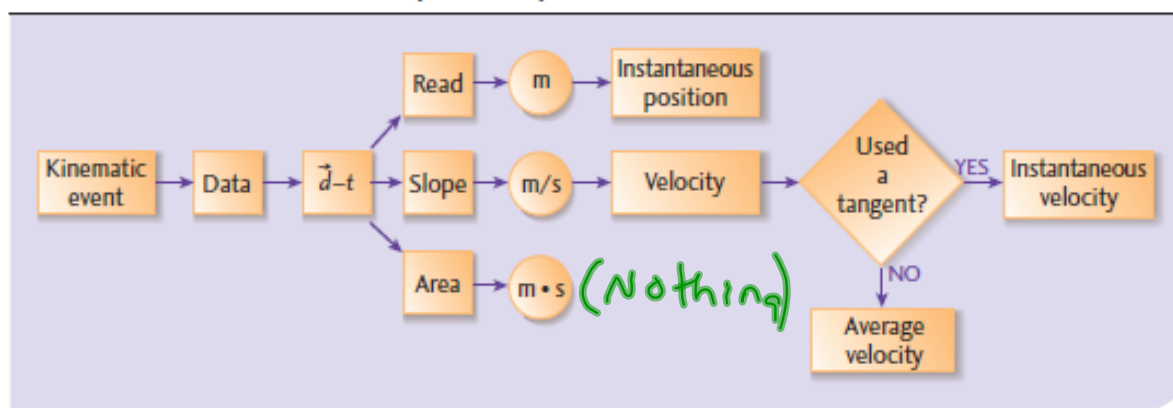 Read
m
Instantaneous
position
Kinematic
event
Data
d⃗–t
Slope
m/s
Velocity
Used
a
tangent?
YES
Instantaneous
velocity
Area
m • s
(Nothing)
NO
Average
velocity